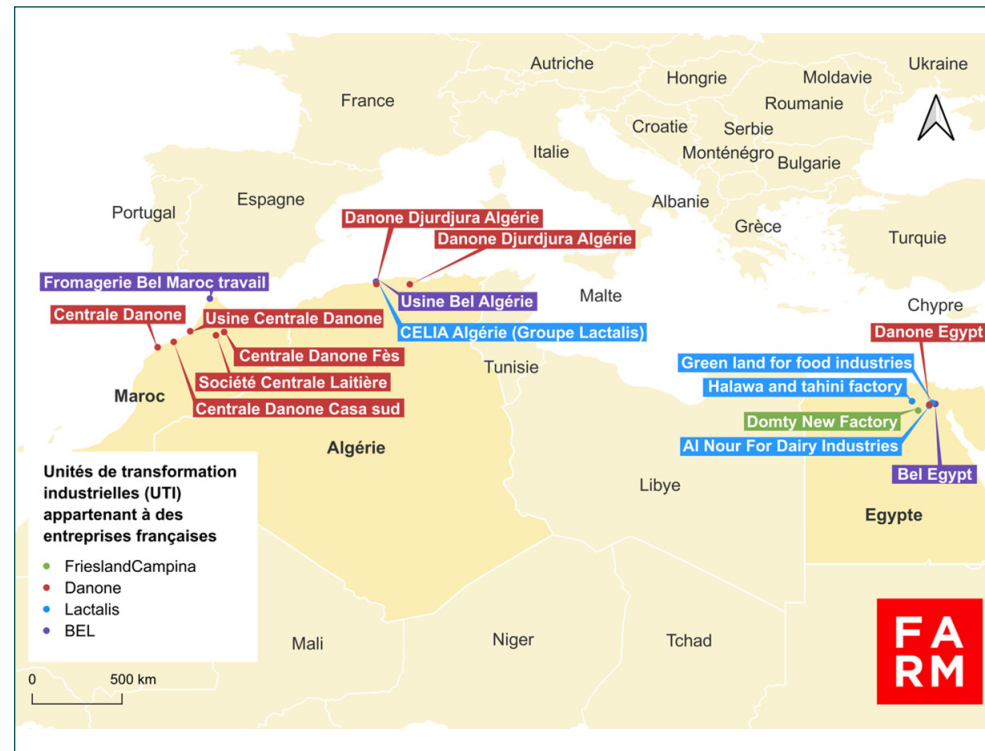 Ukraine
Autriche
Hongrie
Moldavie
France
Roumanie
Croatie
Serbie
Italie
Monténégro
Bulgarie
Espagne
Albanie
Portugal
Danone Djurdjura Algérie
Grèce
Danone Djurdjura Algérie
Turquie
Fromagerie Bel Maroc travail
Usine Bel Algérie
Malte
Chypre
Centrale Danone
Usine Centrale Danone
CELIA Algérie (Groupe Lactalis)
Danone Egypt
Centrale Danone Fès
Green land for food industries
Tunisie
Société Centrale Laitière
Halawa and tahini factory
Maroc
Centrale Danone Casa sud
Domty New Factory
Algérie
Al Nour For Dairy Industries
Bel Egypt
Libye
Egypte
Unités de transformation
industrielles (UTI)
appartenant à des
entreprises françaises
FrieslandCampina
Danone
Lactalis
BEL
Mali
Niger
Tchad
0 500 km
FA
RM